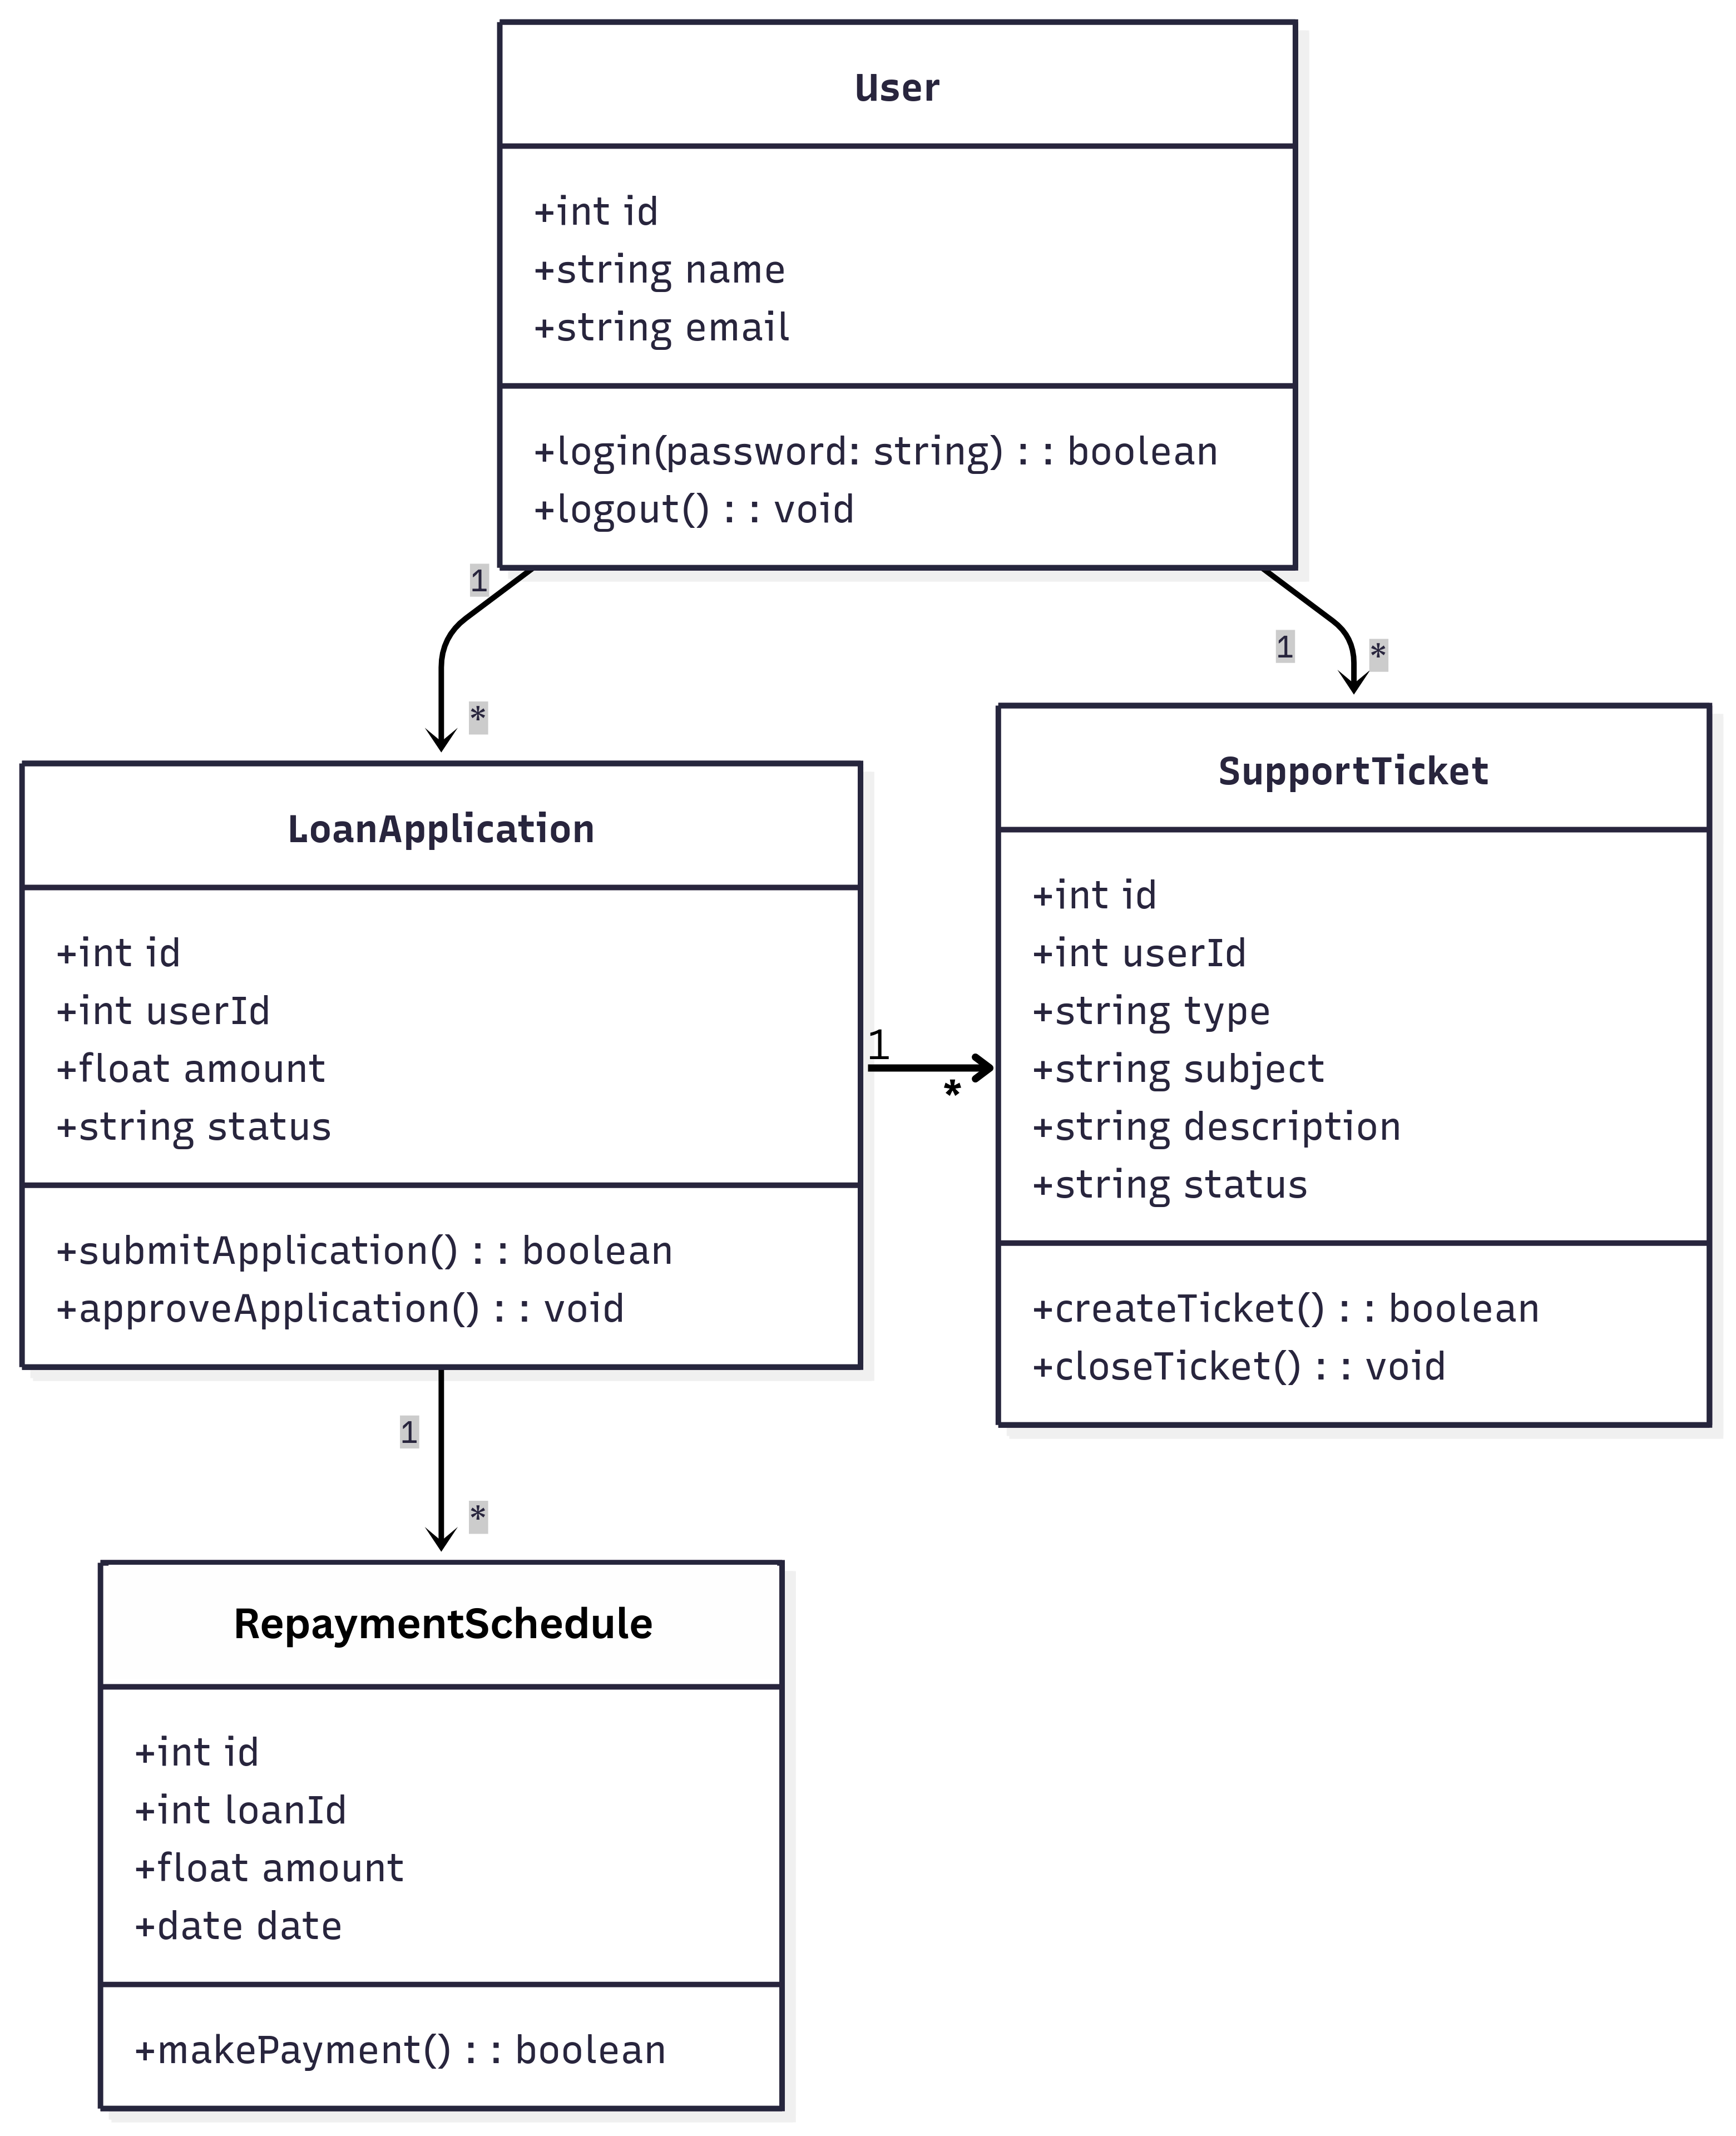 User
+int id
+string name
+string email
+login(password: string) : : boolean
+logout() : : void
1
*
1
*
LoanApplication
+int id
+int userId
+float amount
+string status
+submitApplication() : : boolean
+approveApplication() : : void
1
*
SupportTicket
+int id
+int userId
+string type
+string subject
+string description
+string status
+createTicket() : : boolean
+closeTicket() : : void
1
*
RepaymentSchedule
+int id
+int loanId
+float amount
+date date
+makePayment() : : boolean